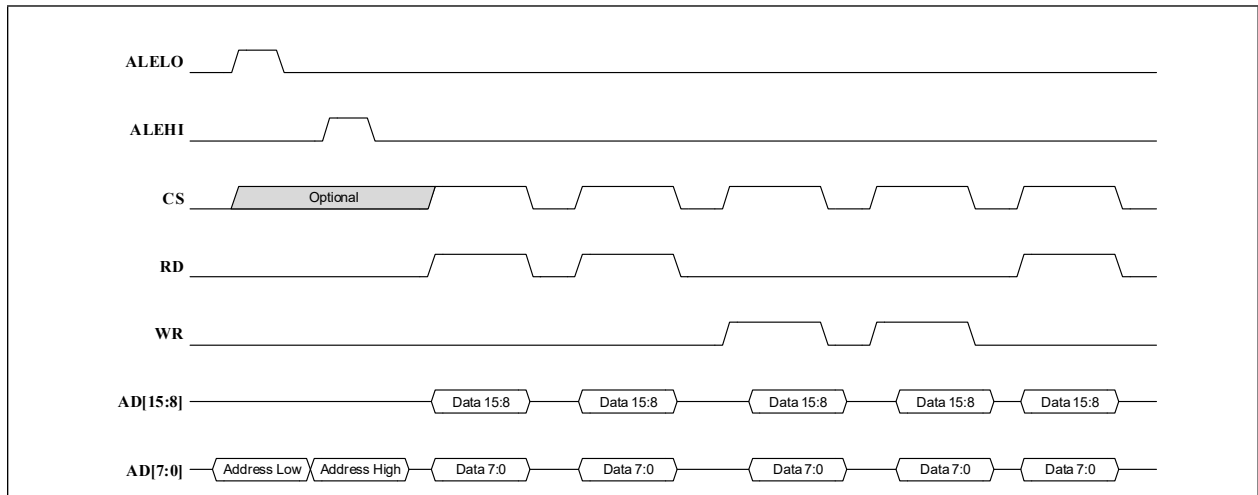 ALELO
ALEHI
CS Optional
RD
WR
AD[15:8] Data 15:8 Data 15:8 Data 15:8 Data 15:8 Data 15:8
AD[7:0] Address Low Address High Data 7:0 Data 7:0 Data 7:0 Data 7:0 Data 7:0